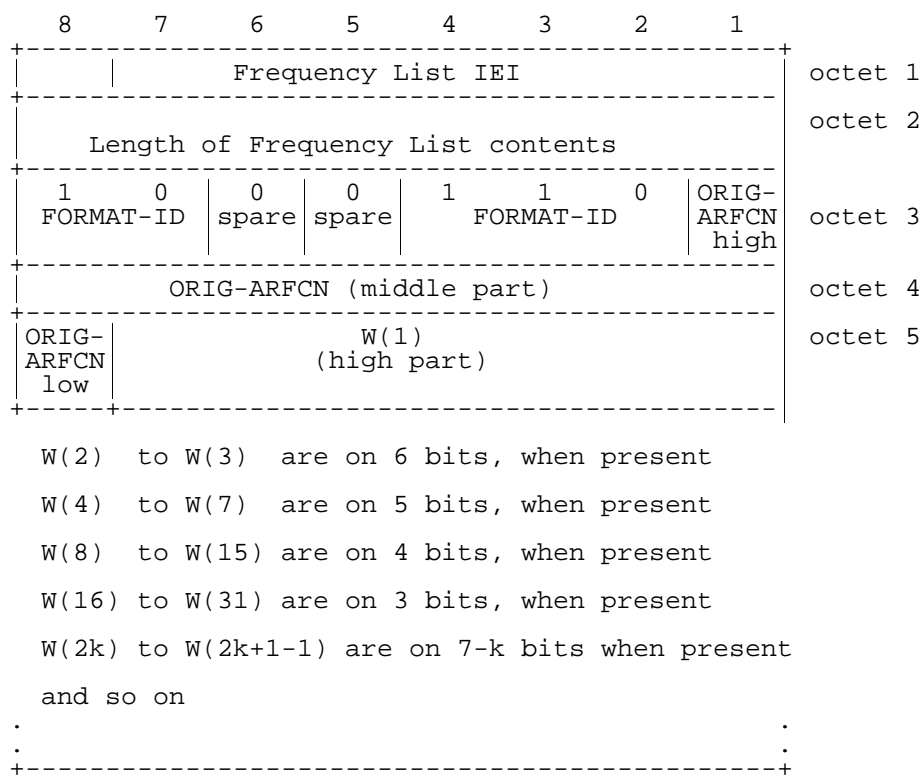 8 7 6 5 4 3 2 1
Frequency List IEI octet 1
octet 2
Length of Frequency List contents
1 0 0 0 1 1 0 ORIG-
FORMAT-ID spare spare FORMAT-ID ARFCN octet 3
high
ORIG-ARFCN (middle part) octet 4
ORIG- W(1) octet 5
ARFCN (high part)
low
W(2) to W(3) are on 6 bits, when present
W(4) to W(7) are on 5 bits, when present
W(8) to W(15) are on 4 bits, when present
W(16) to W(31) are on 3 bits, when present
W(2k) to W(2k+1-1) are on 7-k bits when present
and so on